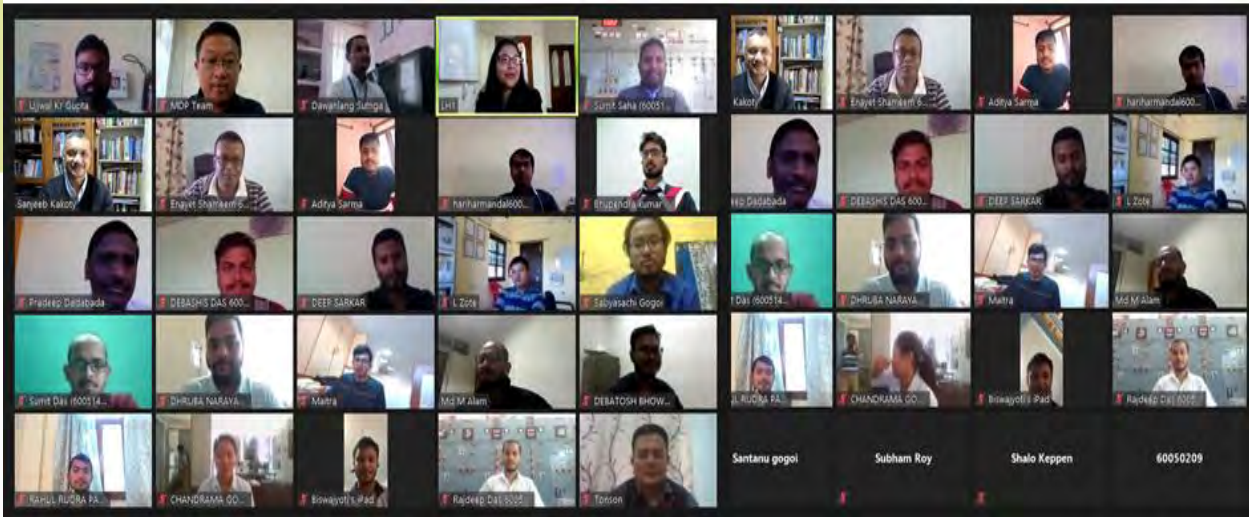 Ujjwal Kr Gupta
MDP Team
Dawanlang Sutnga
LH1
Sumit Saha (60051...
Kakoty
Enayet Shameem 6...
Aditya Sarma
hariharmandal600...
Sanjeeb Kakoty
Enayet Shameem 6...
Aditya Sarma
hariharmandal600...
Bhupendra kumar
eep Dadabada
DEBASHIS DAS 600...
DEEP SARKAR
L Zote
Pradeep Dadabada
DEBASHIS DAS 600...
DEEP SARKAR
L Zote
Sabyasachi Gogoi
t Das (600514...
DHRUBA NARAYA...
Maitra
Md M Alam
Sumit Das (600514...
DHRUBA NARAYA...
Maitra
Md M Alam
DEBATOSH BHOW...
UL RUDRA PA...
CHANDRAMA GO...
Biswajyoti's iPad
Rajdeep Das 6005...
RAHUL RUDRA PA...
CHANDRAMA GO...
Biswajyoti's iPad
Rajdeep Das 6005...
Tonson
Santanu gogoi
Subham Roy
Shalo Keppen
60050209